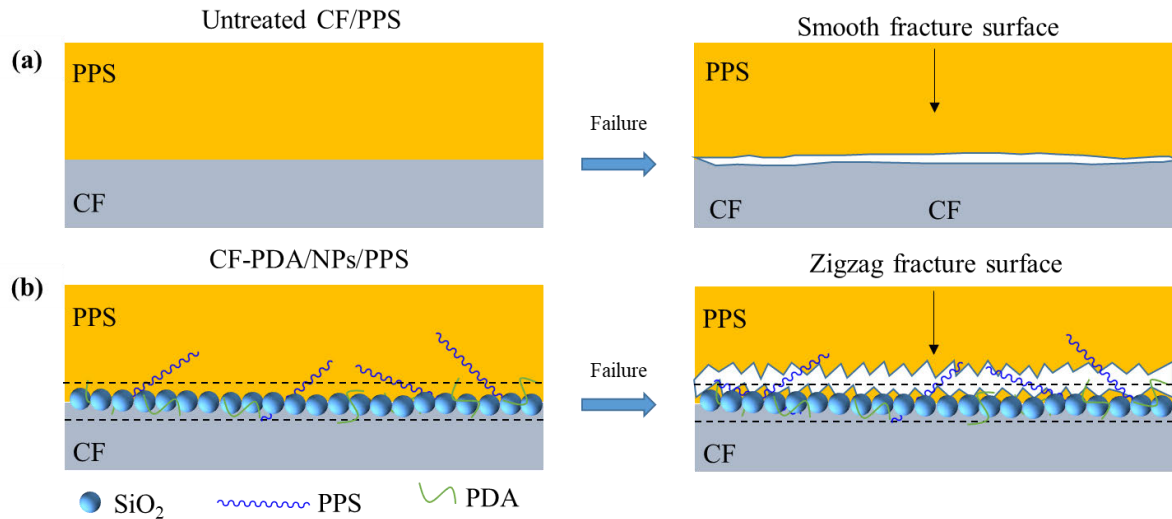 Untreated CF/PPS
Smooth fracture surface
(a)
PPS
PPS
Failure
CF
CF
CF
CF-PDA/NPs/PPS
Zigzag fracture surface
(b)
PPS
PPS
Failure
CF
CF
SiO₂
PPS
PDA